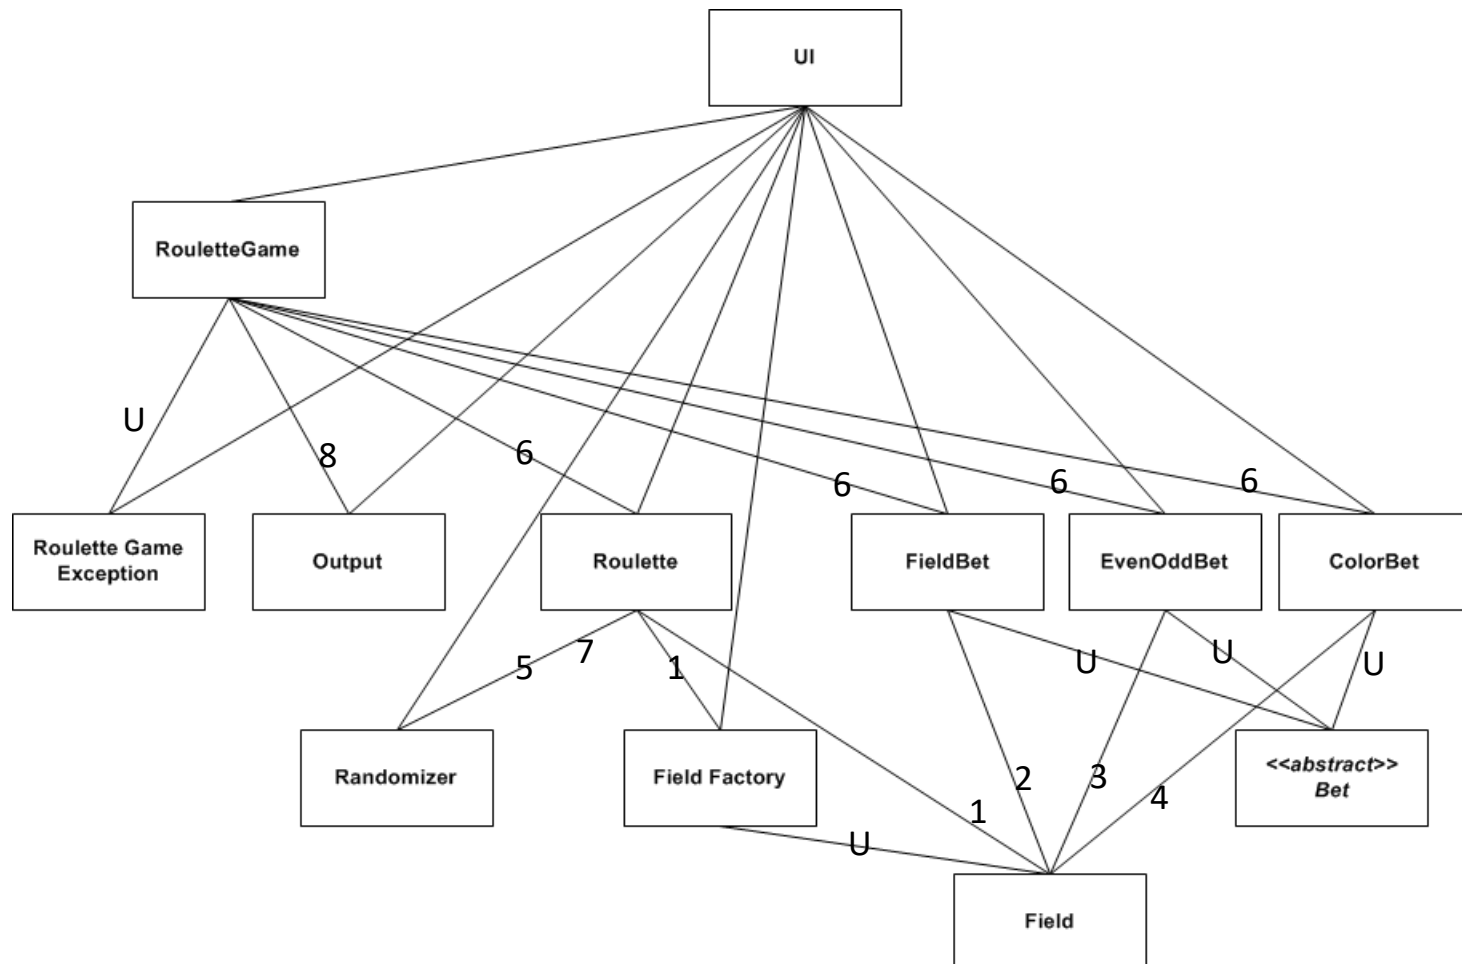 UI
RouletteGame
U
8
6
6
6
6
Roulette Game
Exception
Output
Roulette
FieldBet
EvenOddBet
ColorBet
5
7
1
U
U
U
Randomizer
Field Factory
1
2
3
4
<<abstract>>
Bet
U
Field